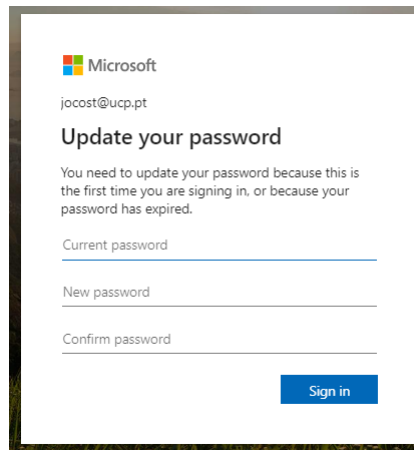 Microsoft
jocost@ucp.pt
Update your password
You need to update your password because this is
the first time you are signing in, or because your
password has expired.
Current password
New password
Confirm password
Sign in